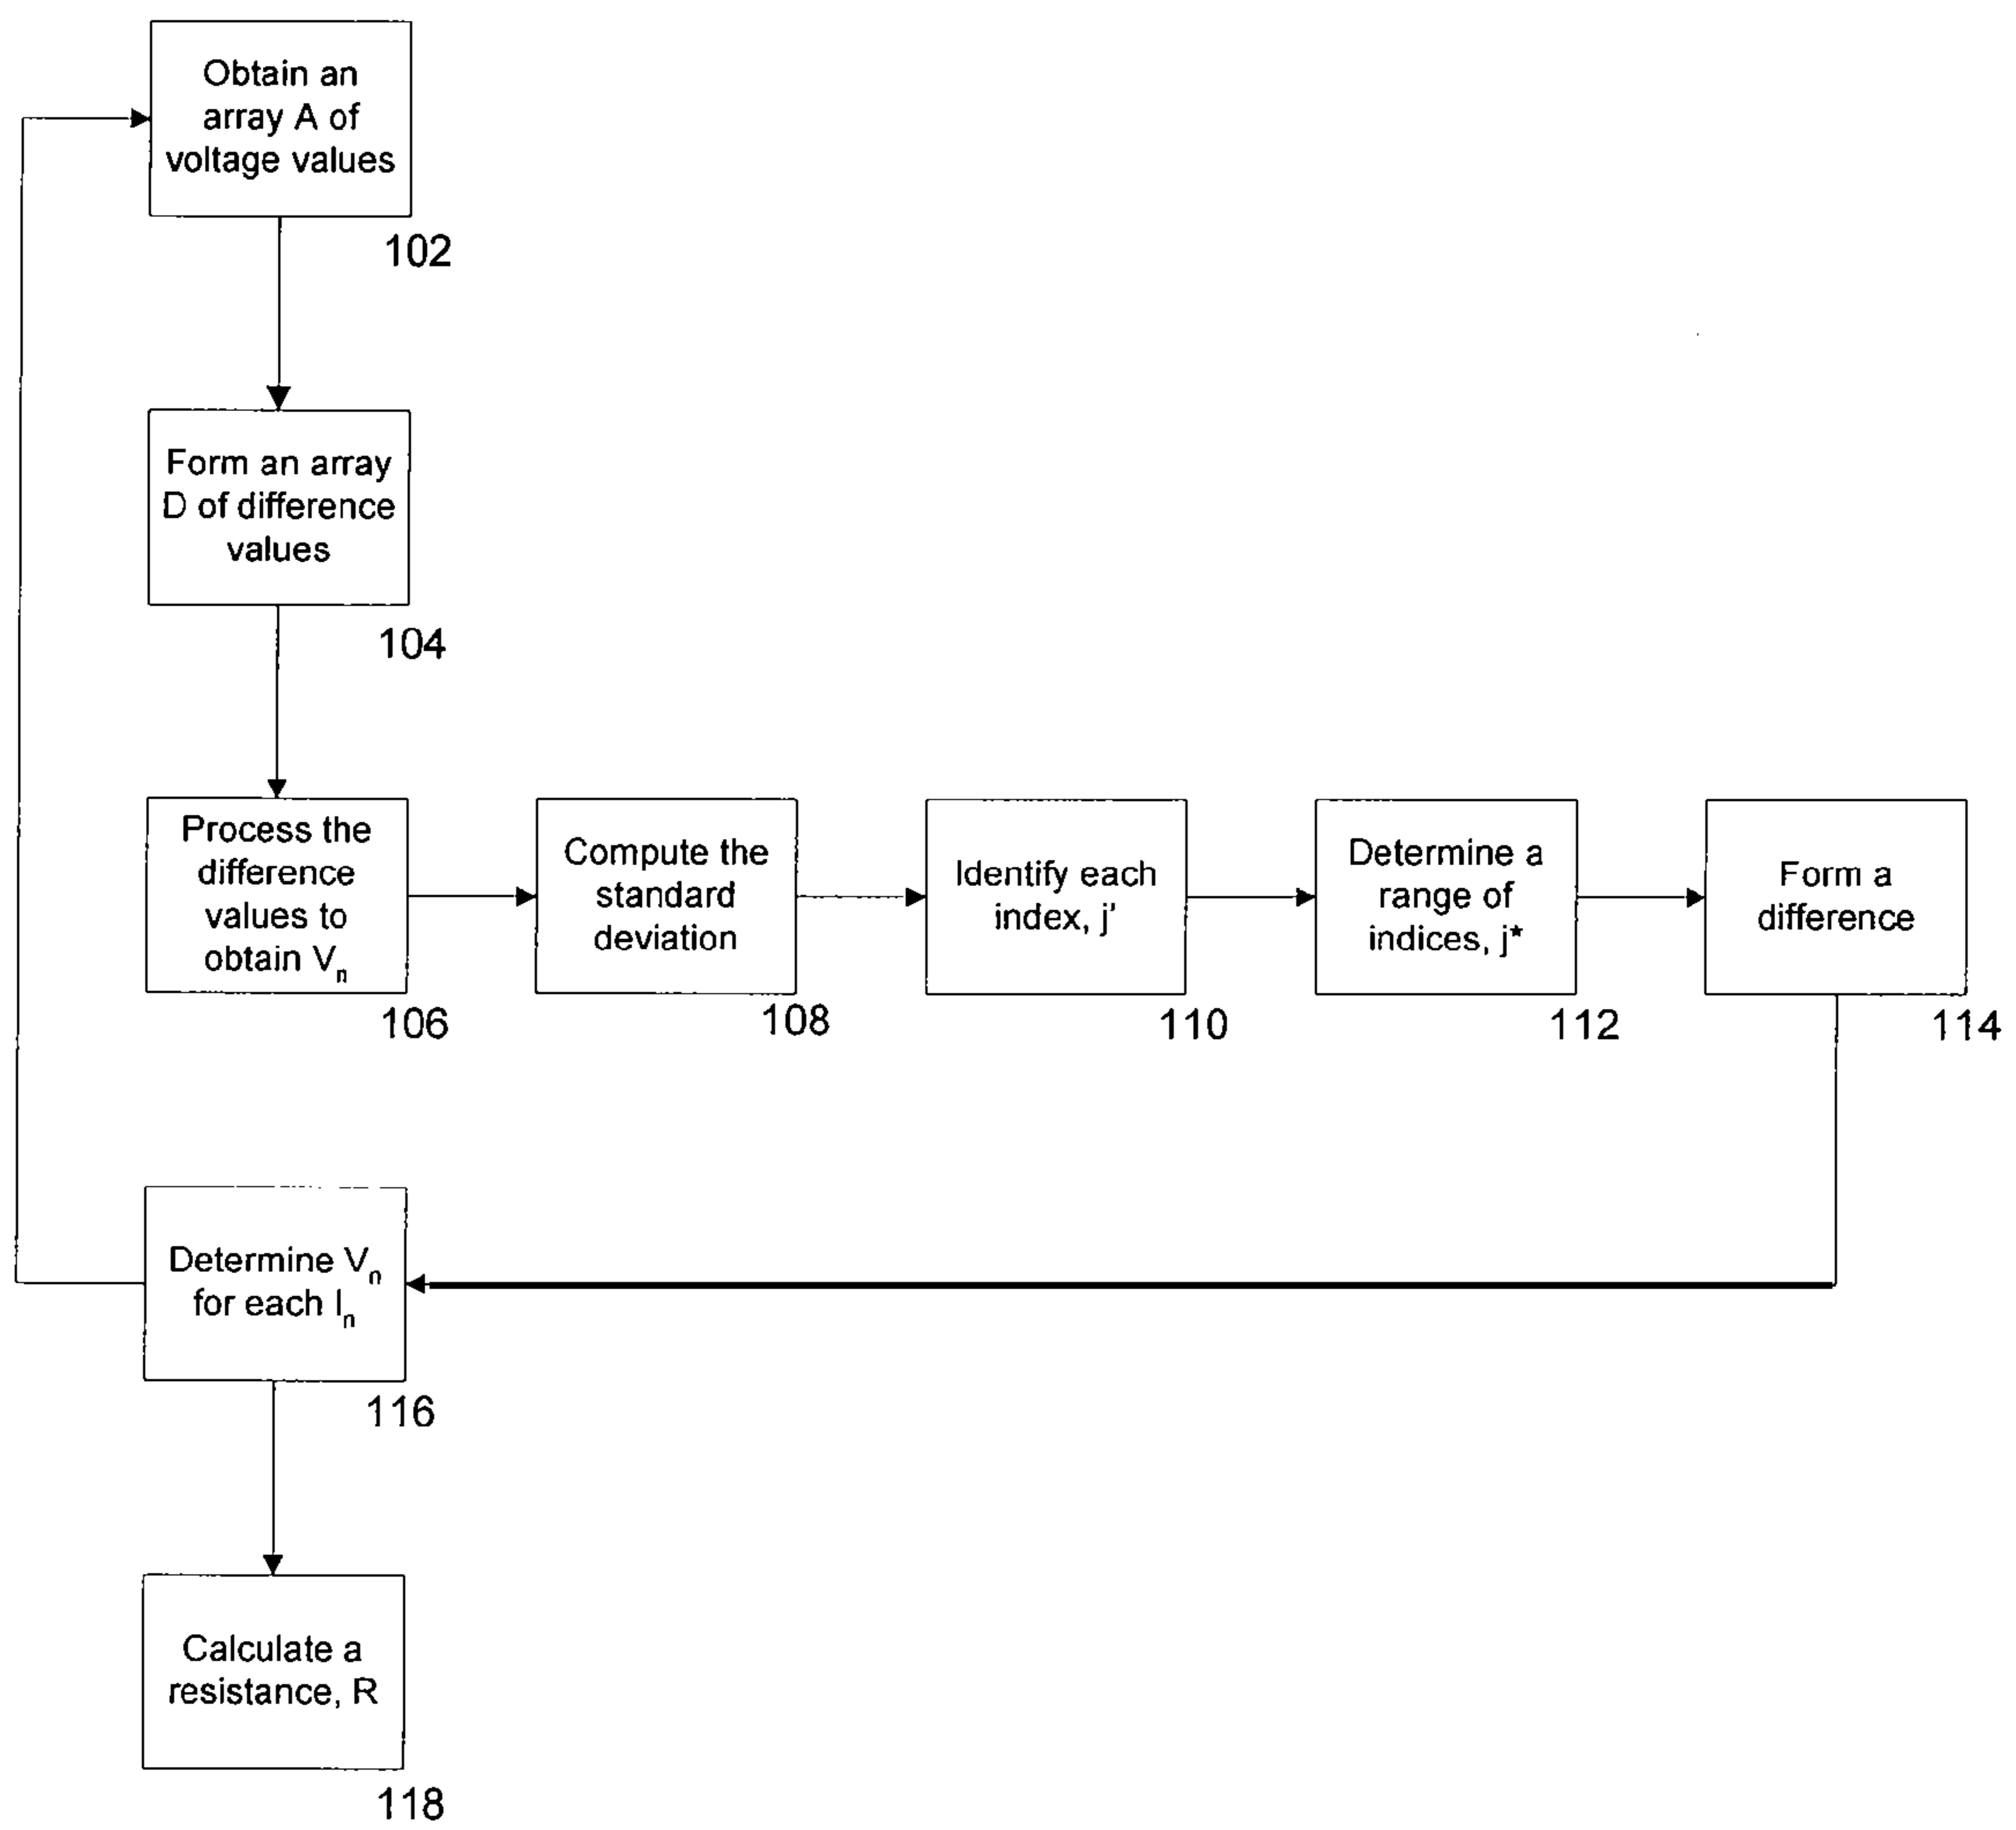 Obtain an
array A of
voltage values
102
Form an array
D of difference
values
104
Process the
difference
values to
obtain Vn
106
Compute the
standard
deviation
108
Identify each
index, j'
110
Determine a
range of
indices, j*
112
Form a
difference
114
Determine Vn
for each In
116
Calculate a
resistance, R
118